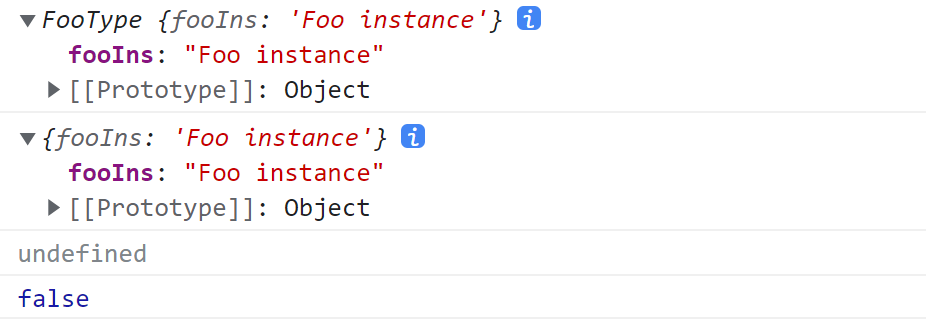 ▼FooType {fooIns: 'Foo instance'} i
fooIns: "Foo instance"
▶[[Prototype]]: Object
▼{fooIns: 'Foo instance'} i
fooIns: "Foo instance"
▶[[Prototype]]: Object
undefined
false